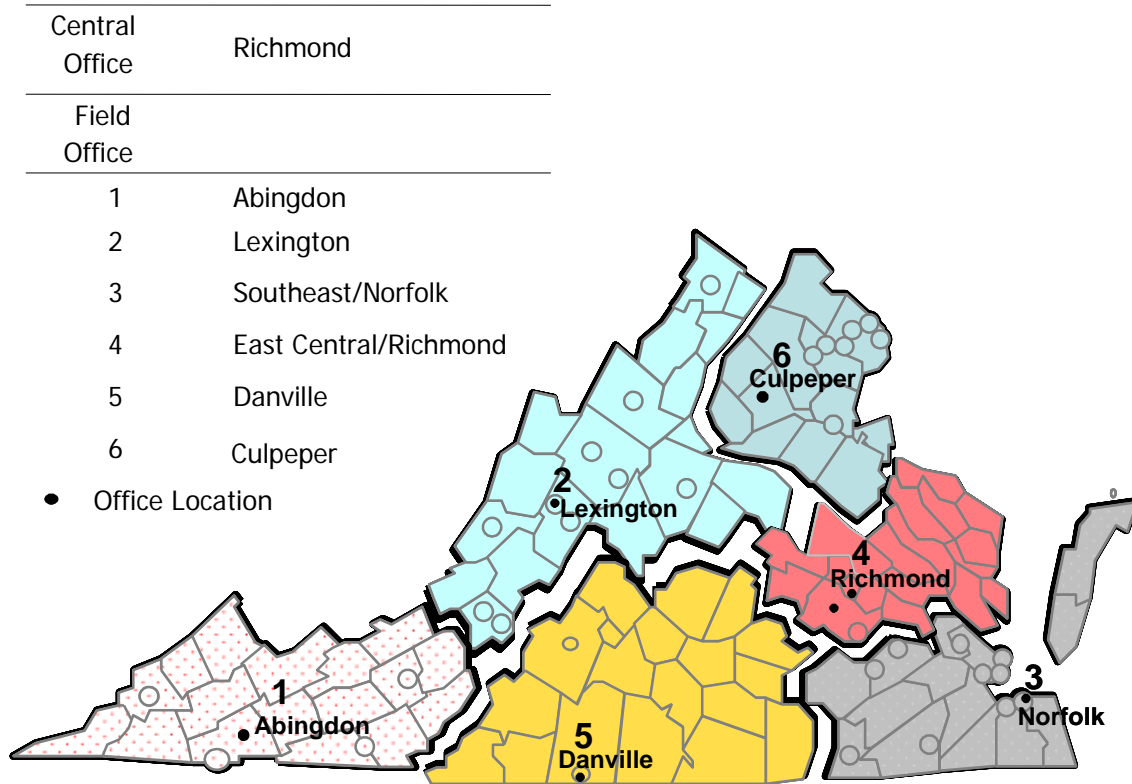 Central
Office
Richmond
Field
Office
1 Abingdon
2 Lexington
3 Southeast/Norfolk
4 East Central/Richmond
5 Danville
6 Culpeper
• Office Location
6
Culpeper
2
Lexington
4
Richmond
3
Norfolk
1
Abingdon
5
Danville